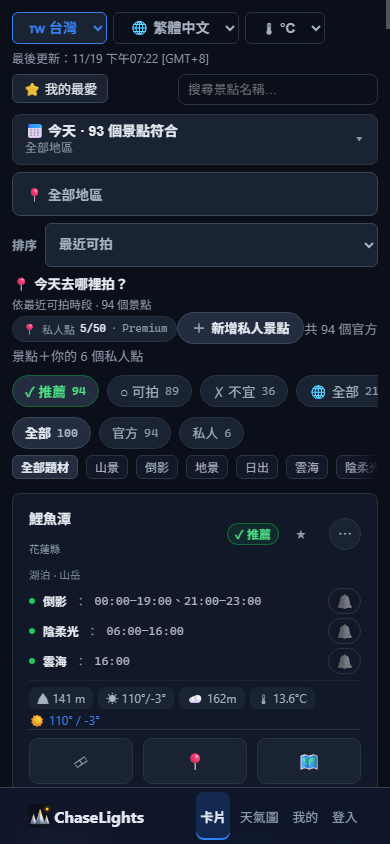 TW 台灣 繁體中文 °C
最後更新：11/19 下午07:22 [GMT+8]
我的最愛 搜尋景點名稱…
今天 · 93 個景點符合
全部地區
全部地區
排序 最近可拍
今天去哪裡拍？
依最近可拍時段 · 94 個景點
私人點 5/50 · Premium ＋ 新增私人景點 共 94 個官方
景點＋你的 6 個私人點
✓ 推薦 94 ○ 可拍 89 ✗ 不宜 36 全部 21
全部 100 官方 94 私人 6
全部題材 山景 倒影 地景 日出 雲海 陰柔光
鯉魚潭
花蓮縣
✓ 推薦 ★ ⋯
湖泊 · 山岳
倒影 ： 00:00–19:00、21:00–23:00
陰柔光 ： 06:00–16:00
雲海 ： 16:00
141 m 110°/-3° 162m 13.6°C
110° / -3°
ChaseLights 卡片 天氣圖 我的 登入